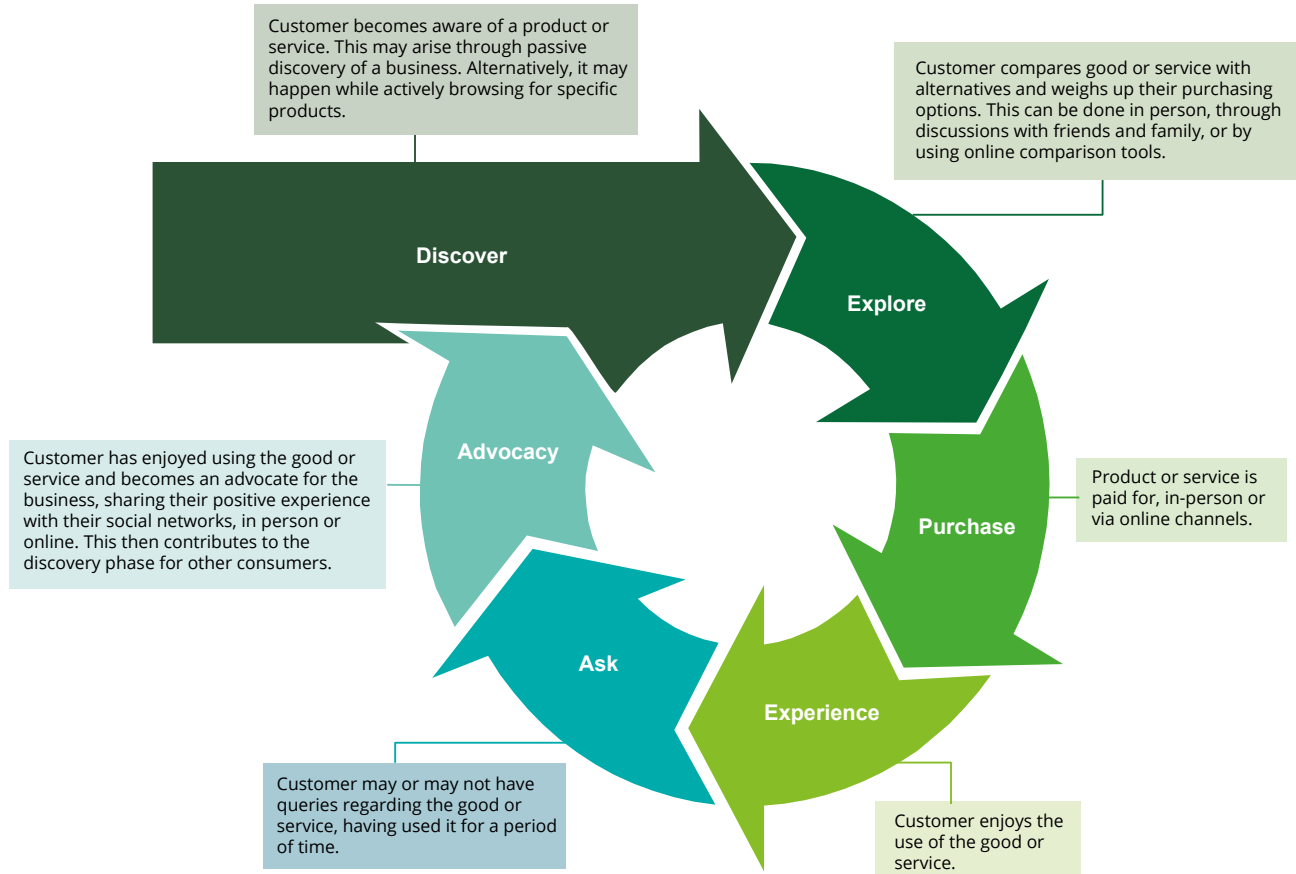 Customer becomes aware of a product or
service. This may arise through passive
discovery of a business. Alternatively, it may
happen while actively browsing for specific
products.
Customer compares good or service with
alternatives and weighs up their purchasing
options. This can be done in person, through
discussions with friends and family, or by
using online comparison tools.
Discover
Explore
Advocacy
Customer has enjoyed using the good or
service and becomes an advocate for the
business, sharing their positive experience
with their social networks, in person or
online. This then contributes to the
discovery phase for other consumers.
Purchase
Product or service is
paid for, in-person or
via online channels.
Ask
Experience
Customer may or may not have
queries regarding the good or
service, having used it for a period
of time.
Customer enjoys the
use of the good or
service.